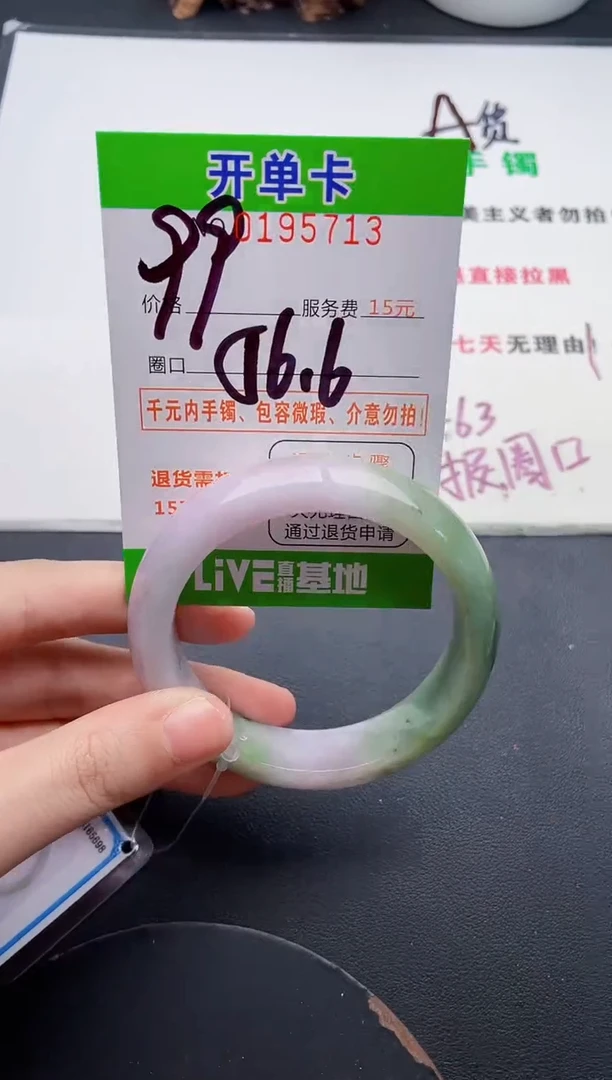 A货
手镯
美主义者勿拍
直接拉黑
七天无理由
63
报圈口
开单卡
No 0195713
99
价格 服务费 15元
圈口 56.6
千元内手镯、包容微瑕、介意勿拍!
退货需
15
通过退货申请
LiVE直播基地